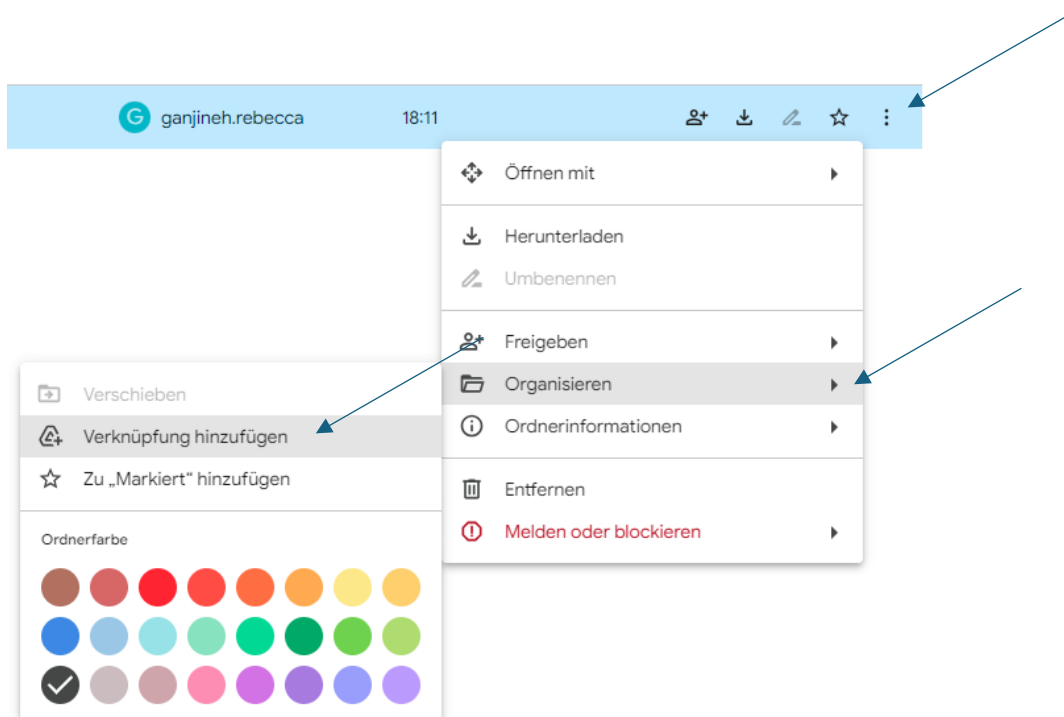 G ganjineh.rebecca 18:11
Öffnen mit
Herunterladen
Umbenennen
Freigeben
Organisieren
Ordnerinformationen
Entfernen
Melden oder blockieren
Verschieben
Verknüpfung hinzufügen
Zu „Markiert“ hinzufügen
Ordnerfarbe